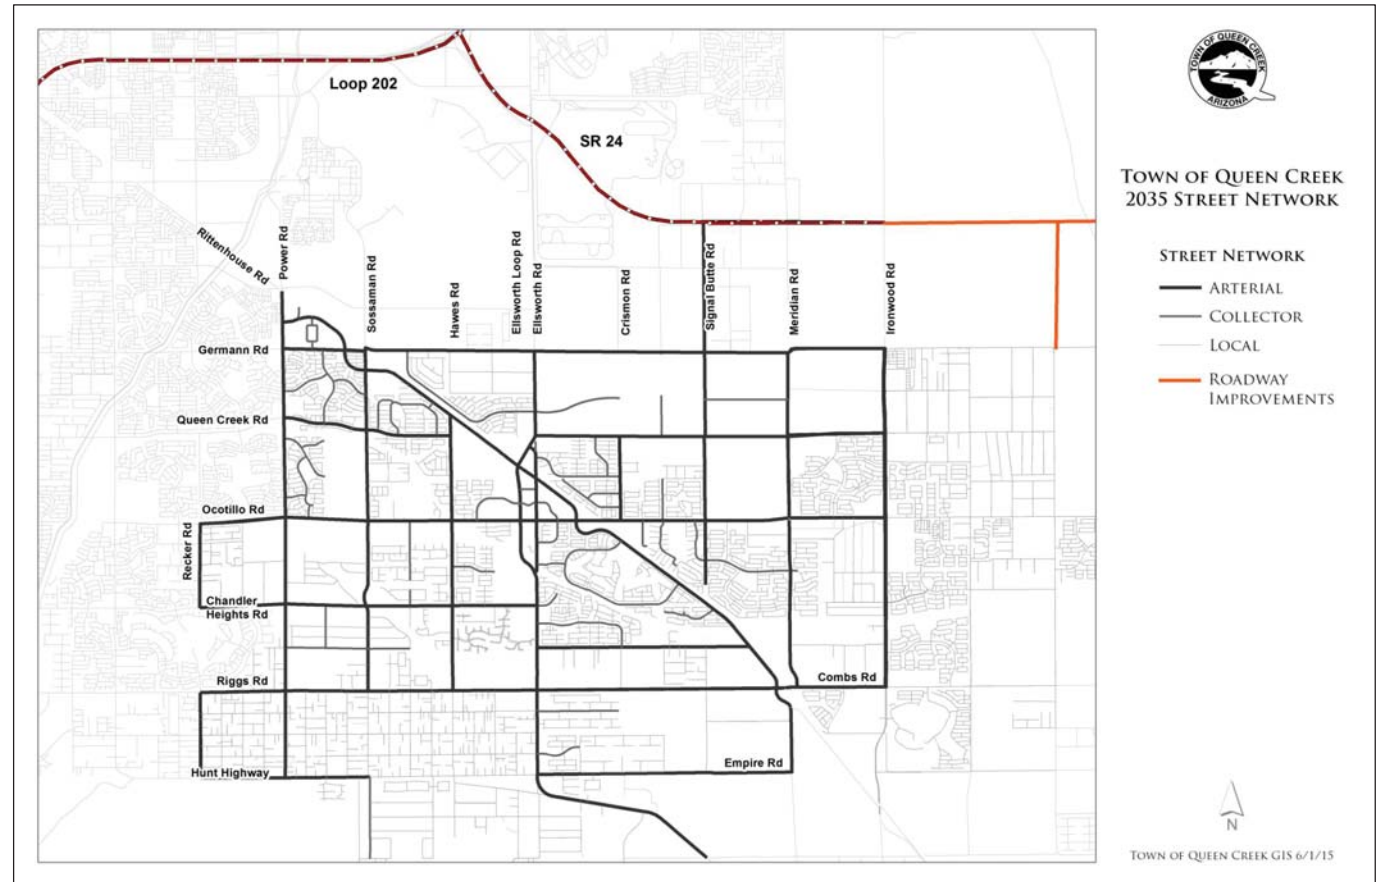 Loop 202
SR 24
Rittenhouse Rd
Power Rd
Sossaman Rd
Hawes Rd
Ellsworth Loop Rd
Ellsworth Rd
Crismon Rd
Signal Butte Rd
Meridian Rd
Ironwood Rd
Germann Rd
Queen Creek Rd
Ocotillo Rd
Recker Rd
Chandler
Heights Rd
Riggs Rd
Combs Rd
Hunt Highway
Empire Rd
TOWN OF QUEEN CREEK
ARIZONA
TOWN OF QUEEN CREEK
2035 STREET NETWORK
STREET NETWORK
ARTERIAL
COLLECTOR
LOCAL
ROADWAY
IMPROVEMENTS
N
TOWN OF QUEEN CREEK GIS 6/1/15